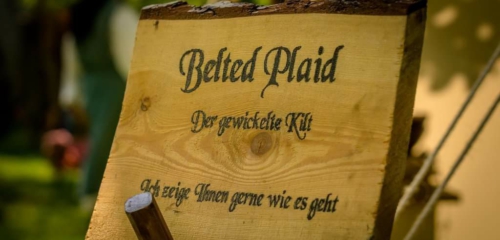 Belted Plaid
Der gewickelte Kilt
Ich zeige Ihnen gerne wie es geht